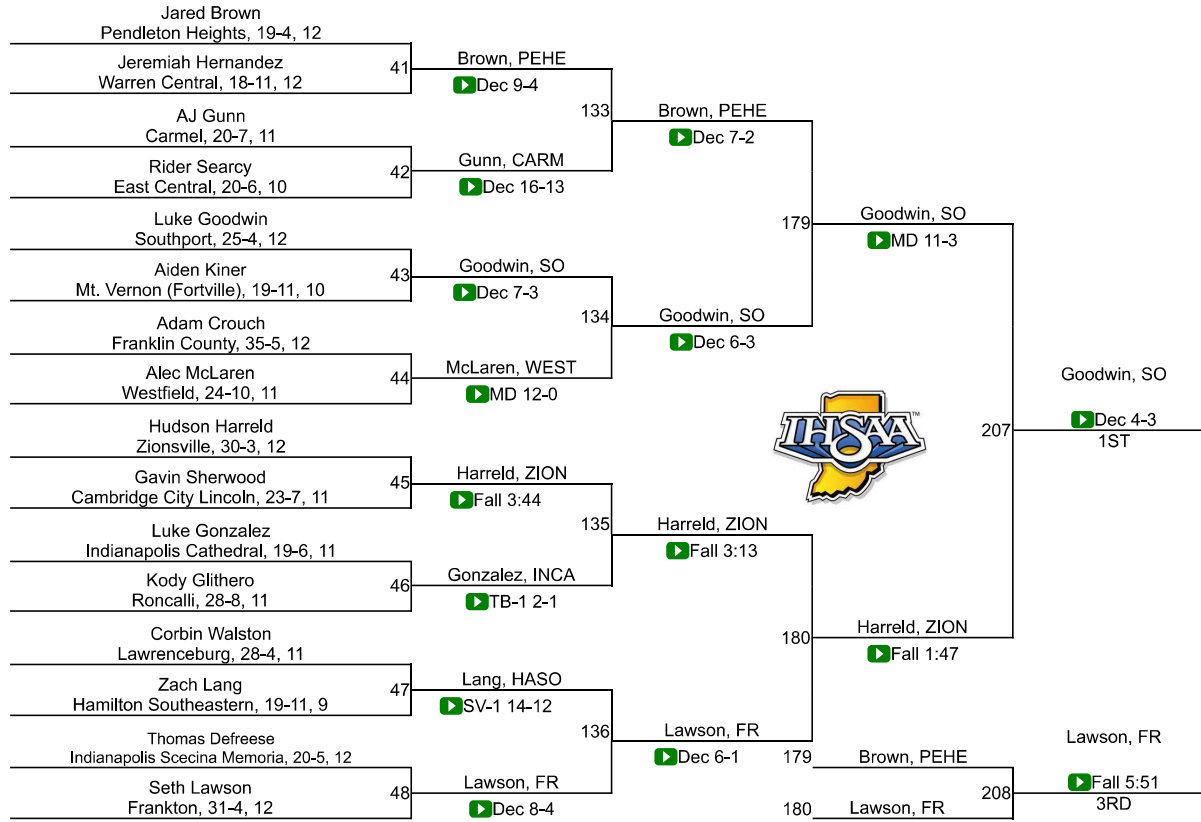 Jared Brown
Pendleton Heights, 19-4, 12
Jeremiah Hernandez
Warren Central, 18-11, 12
41
Brown, PEHE
Dec 9-4
AJ Gunn
Carmel, 20-7, 11
Rider Searcy
East Central, 20-6, 10
42
Gunn, CARM
Dec 16-13
133
Brown, PEHE
Dec 7-2
Luke Goodwin
Southport, 25-4, 12
Aiden Kiner
Mt. Vernon (Fortville), 19-11, 10
43
Goodwin, SO
Dec 7-3
Adam Crouch
Franklin County, 35-5, 12
Alec McLaren
Westfield, 24-10, 11
44
McLaren, WEST
MD 12-0
134
Goodwin, SO
Dec 6-3
179
Goodwin, SO
MD 11-3
Hudson Harreld
Zionsville, 30-3, 12
Gavin Sherwood
Cambridge City Lincoln, 23-7, 11
45
Harreld, ZION
Fall 3:44
Luke Gonzalez
Indianapolis Cathedral, 19-6, 11
Kody Glithero
Roncalli, 28-8, 11
46
Gonzalez, INCA
TB-1 2-1
135
Harreld, ZION
Fall 3:13
Corbin Walston
Lawrenceburg, 28-4, 11
Zach Lang
Hamilton Southeastern, 19-11, 9
47
Lang, HASO
SV-1 14-12
Thomas Defreese
Indianapolis Scecina Memoria, 20-5, 12
Seth Lawson
Frankton, 31-4, 12
48
Lawson, FR
Dec 8-4
136
Lawson, FR
Dec 6-1
180
Harreld, ZION
Fall 1:47
IHSAA™
207
Goodwin, SO
Dec 4-3
1ST
179
Brown, PEHE
180
Lawson, FR
208
Lawson, FR
Fall 5:51
3RD